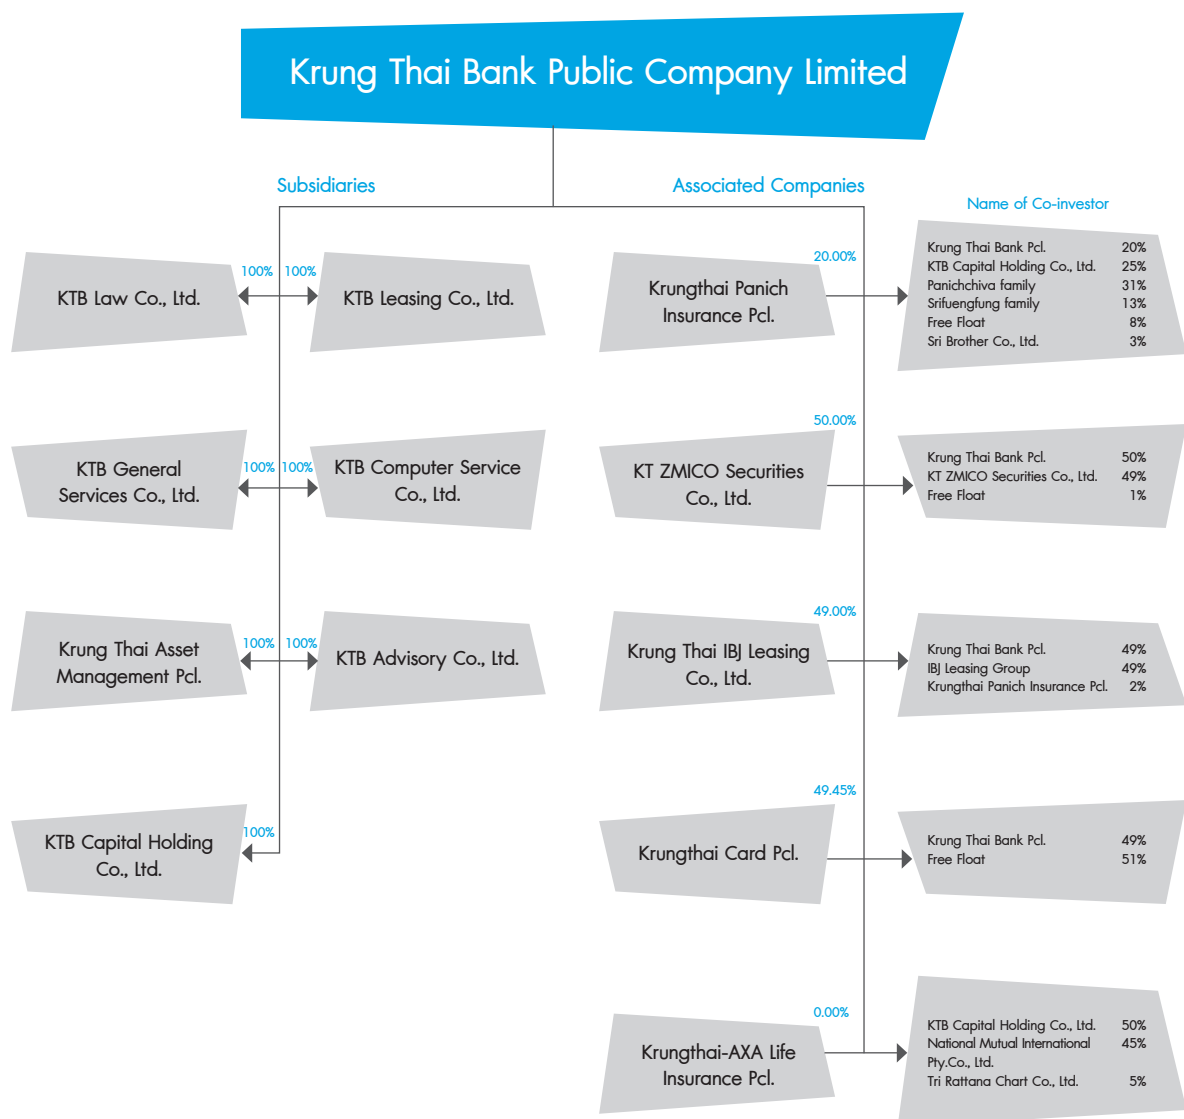 Krung Thai Bank Public Company Limited
Subsidiaries
Associated Companies
Name of Co-investor
KTB Law Co., Ltd.
100%
100%
KTB Leasing Co., Ltd.
KTB General
Services Co., Ltd.
100%
100%
KTB Computer Service
Co., Ltd.
Krung Thai Asset
Management Pcl.
100%
100%
KTB Advisory Co., Ltd.
KTB Capital Holding
Co., Ltd.
100%
Krungthai Panich
Insurance Pcl.
20.00%
Krung Thai Bank Pcl. 20%
KTB Capital Holding Co., Ltd. 25%
Panichchiva family 31%
Srifuengfung family 13%
Free Float 8%
Sri Brother Co., Ltd. 3%
KT ZMICO Securities
Co., Ltd.
50.00%
Krung Thai Bank Pcl. 50%
KT ZMICO Securities Co., Ltd. 49%
Free Float 1%
Krung Thai IBJ Leasing
Co., Ltd.
49.00%
Krung Thai Bank Pcl. 49%
IBJ Leasing Group 49%
Krungthai Panich Insurance Pcl. 2%
Krungthai Card Pcl.
49.45%
Krung Thai Bank Pcl. 49%
Free Float 51%
Krungthai-AXA Life
Insurance Pcl.
0.00%
KTB Capital Holding Co., Ltd. 50%
National Mutual International 45%
Pty.Co., Ltd.
Tri Rattana Chart Co., Ltd. 5%